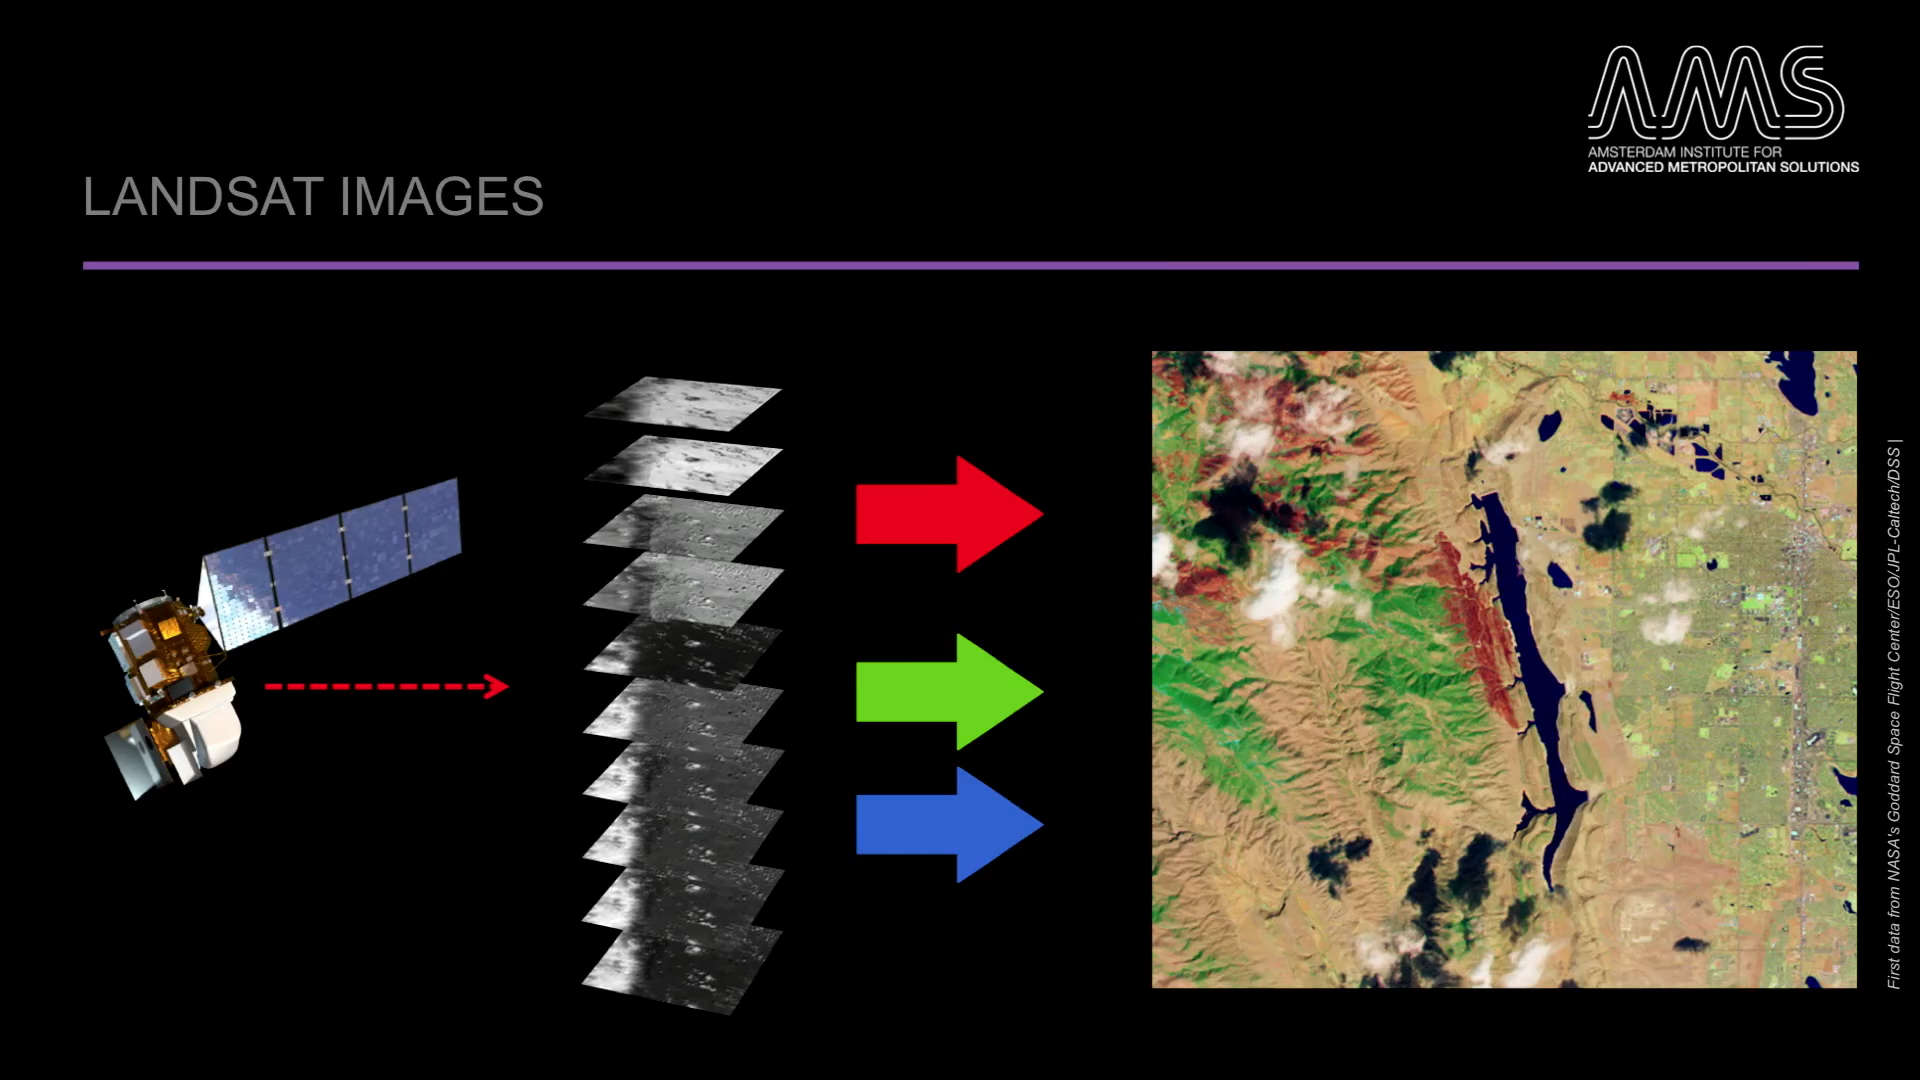 AMS
AMSTERDAM INSTITUTE FOR
ADVANCED METROPOLITAN SOLUTIONS
LANDSAT IMAGES
First data from NASA's Goddard Space Flight Center/ESO/JPL-Caltech/DSS |